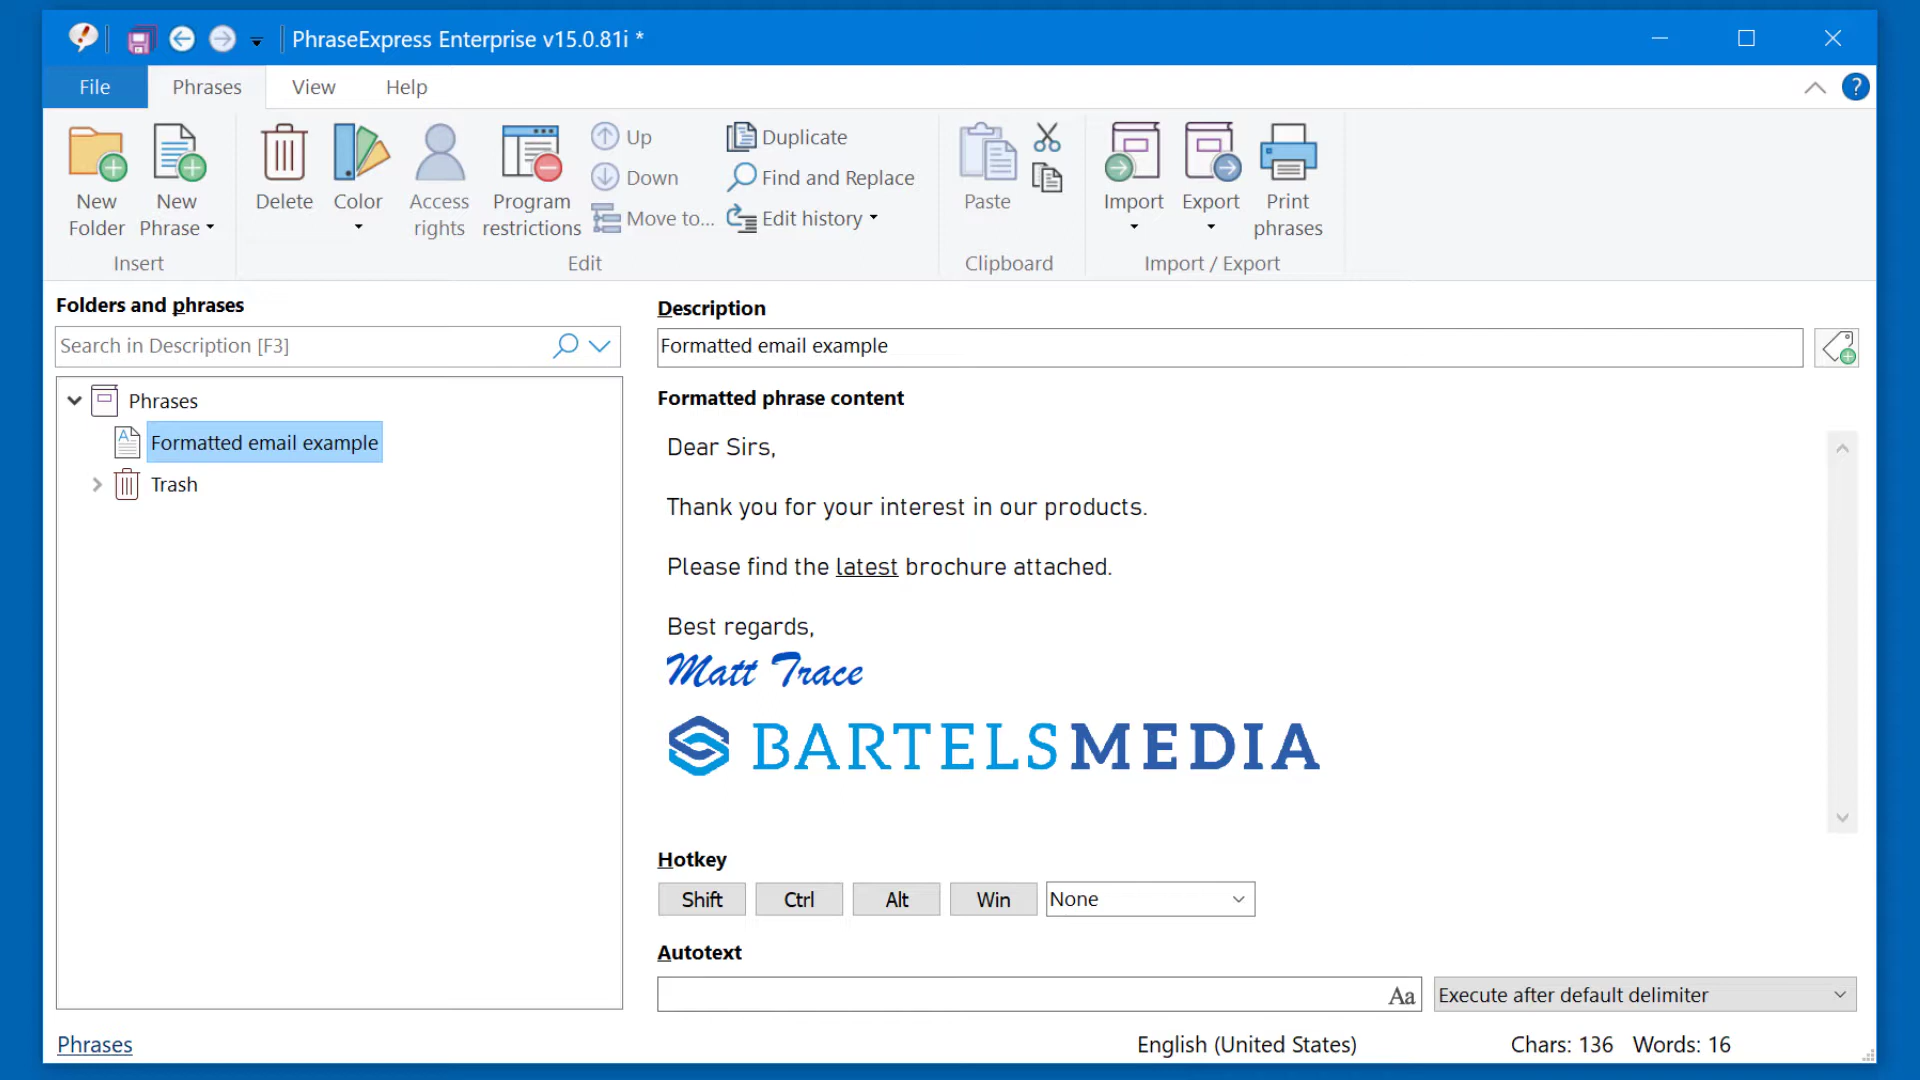 PhraseExpress Enterprise v15.0.81i *
File Phrases View Help
?
New Folder
New Phrase
Insert
Delete
Color
Access rights
Program restrictions
Up
Down
Move to...
Duplicate
Find and Replace
Edit history
Edit
Paste
Clipboard
Import
Export
Print phrases
Import / Export
Folders and phrases
Search in Description [F3]
Phrases
Formatted email example
Trash
Description
Formatted email example
Formatted phrase content
Dear Sirs,
Thank you for your interest in our products.
Please find the latest brochure attached.
Best regards,
Matt Trace
BARTELSMEDIA
Hotkey
Shift Ctrl Alt Win None
Autotext
Aa Execute after default delimiter
Phrases English (United States) Chars: 136 Words: 16